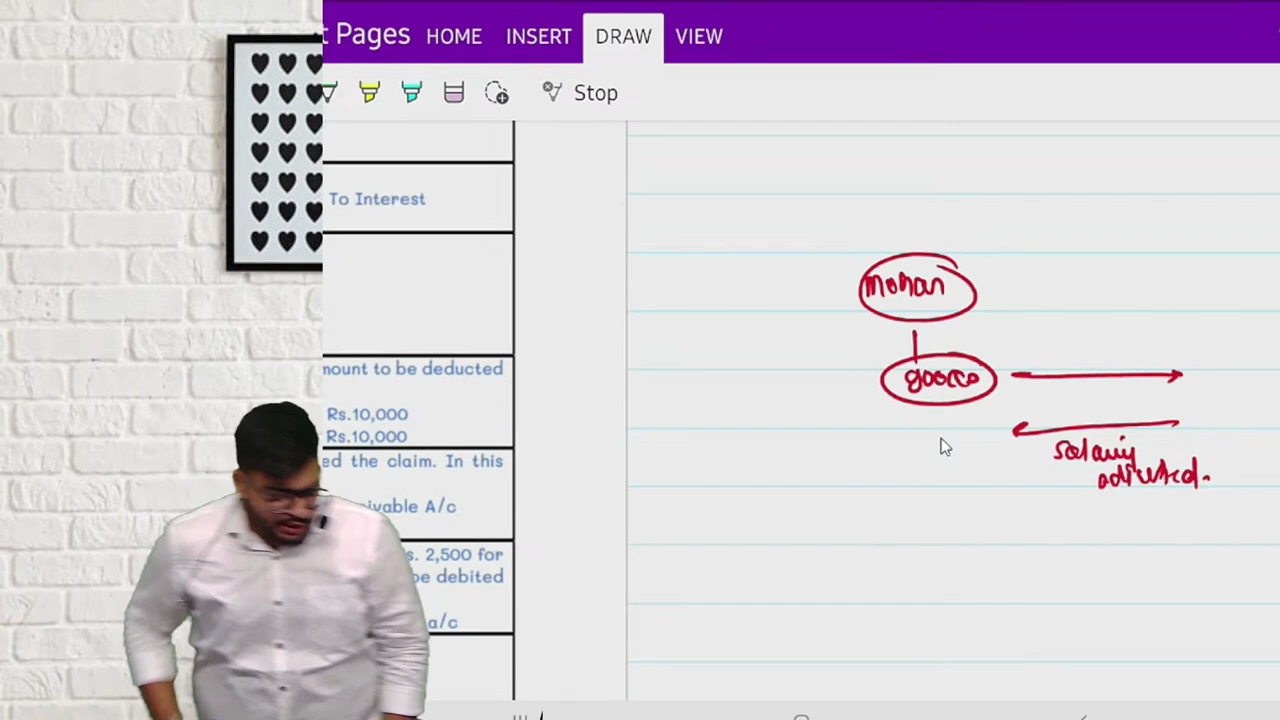 t Pages HOME INSERT DRAW VIEW
Stop
To Interest
mount to be deducted
Rs.10,000
Rs.10,000
ed the claim. In this
ivable A/c
s. 2,500 for
be debited
a/c
Mohan
Salary
adjusted.